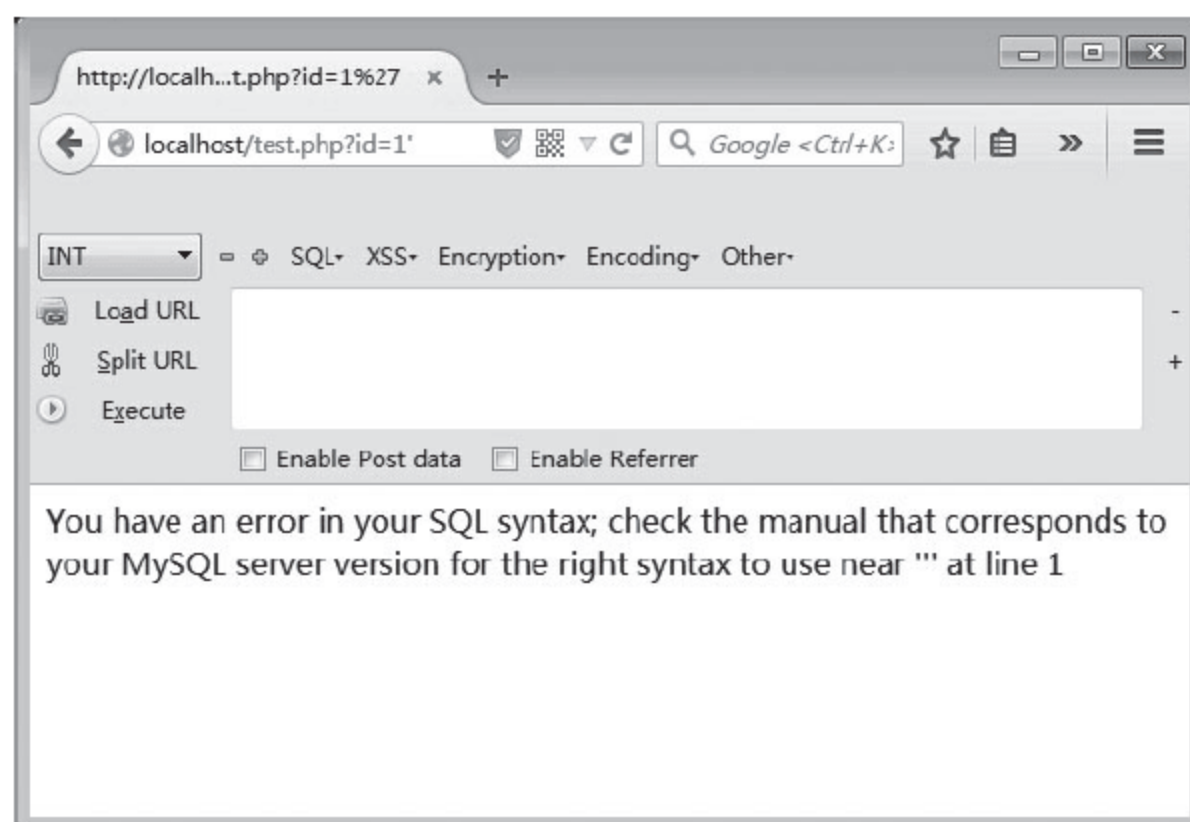 http://localh...t.php?id=1%27
localhost/test.php?id=1'
Google <Ctrl+K>
INT
SQL
XSS
Encryption
Encoding
Other
Load URL
Split URL
Execute
Enable Post data
Enable Referrer
You have an error in your SQL syntax; check the manual that corresponds to
your MySQL server version for the right syntax to use near ''' at line 1